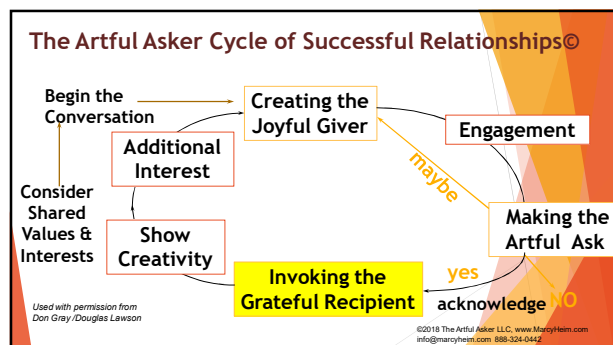 The Artful Asker Cycle of Successful Relationships©
Begin the
Conversation
Creating the
Joyful Giver
Engagement
Additional
Interest
maybe
Consider
Shared
Values &
Interests
Show
Creativity
Making the
Artful Ask
Invoking the
Grateful Recipient
yes
acknowledge NO
Used with permission from
Don Gray /Douglas Lawson
©2018 The Artful Asker LLC, www.MarcyHeim.com
info@marcyheim.com 888-324-0442